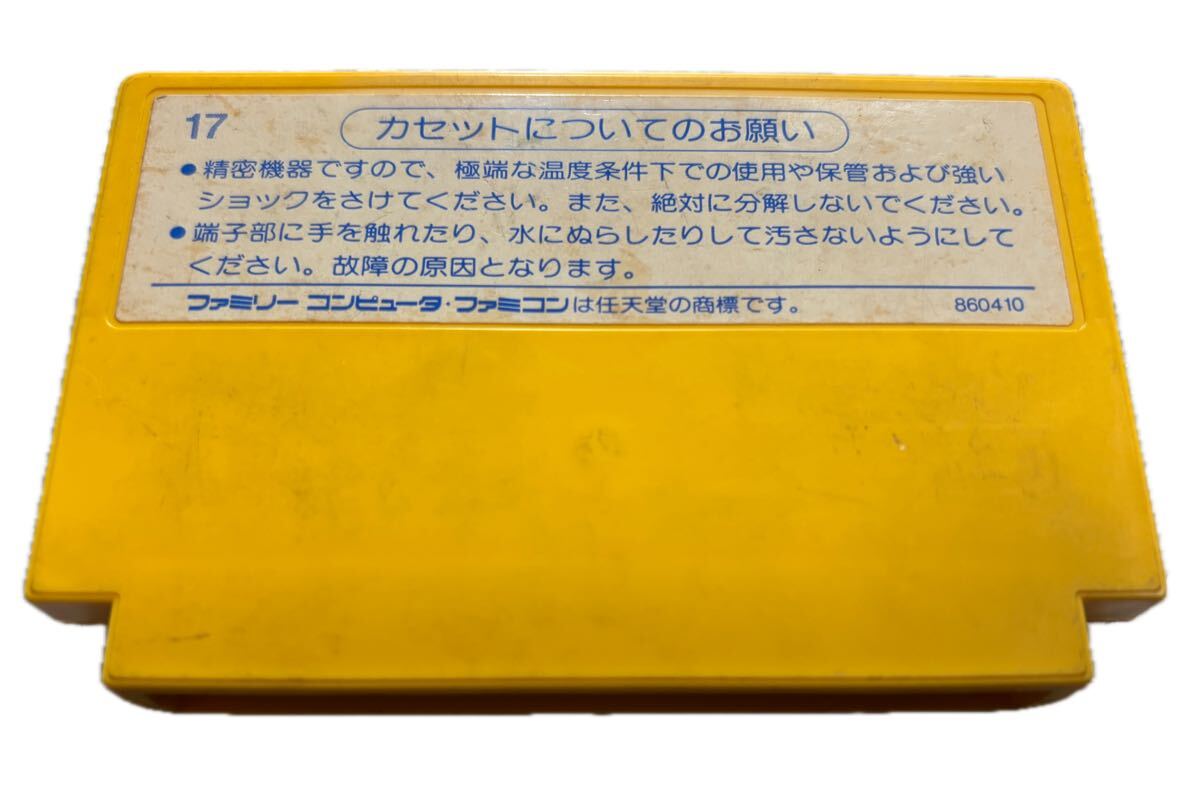 17 カセットについてのお願い
●精密機器ですので、極端な温度条件下での使用や保管および強い
ショックをさけてください。また、絶対に分解しないでください。
●端子部に手を触れたり、水にぬらしたりして汚さないようにして
ください。故障の原因となります。
ファミリー コンピュータ・ファミコンは任天堂の商標です。 860410